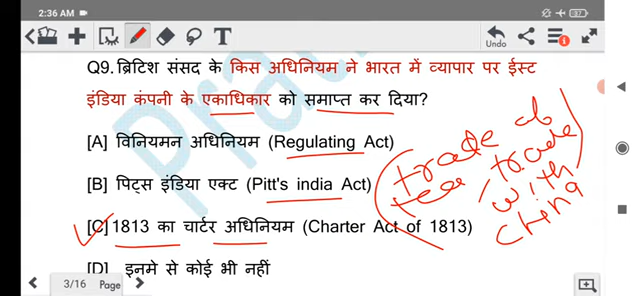 2:36 AM
37
Undo
Q9. ब्रिटिश संसद के किस अधिनियम ने भारत में व्यापार पर ईस्ट
इंडिया कंपनी के एकाधिकार को समाप्त कर दिया?
[A] विनियमन अधिनियम (Regulating Act)
[B] पिट्स इंडिया एक्ट (Pitt's india Act)
[C] 1813 का चार्टर अधिनियम (Charter Act of 1813)
[D] इनमे से कोई भी नहीं
trade
tea trade
with
china
3/16 Page